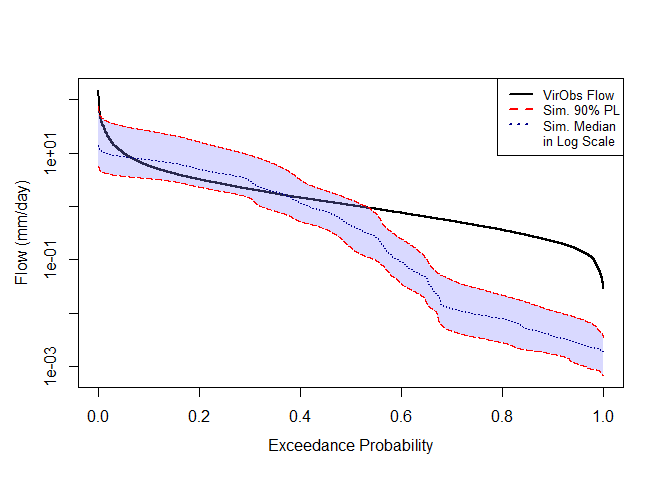 VirObs Flow
Sim. 90% PL
Sim. Median
in Log Scale
Flow (mm/day)
1e+01
1e-01
1e-03
0.0 0.2 0.4 0.6 0.8 1.0
Exceedance Probability